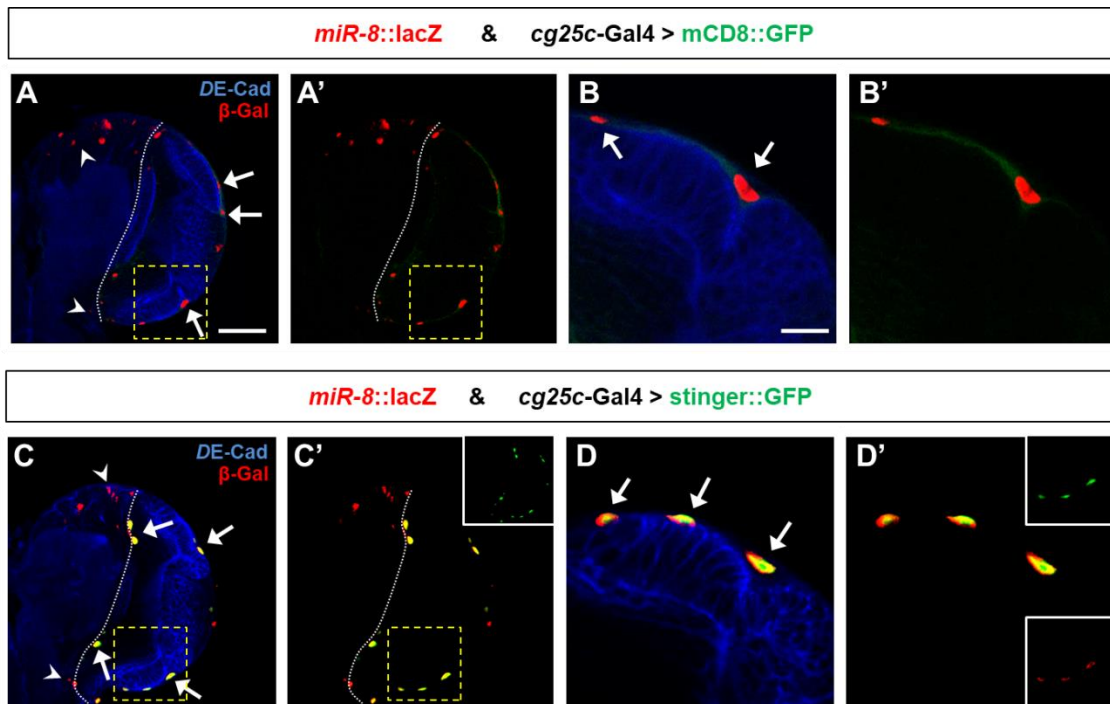 miR-8::lacZ & cg25c-Gal4 > mCD8::GFP
A DE-Cad β-Gal
A’
B
B’
miR-8::lacZ & cg25c-Gal4 > stinger::GFP
C DE-Cad β-Gal
C’
D
D’